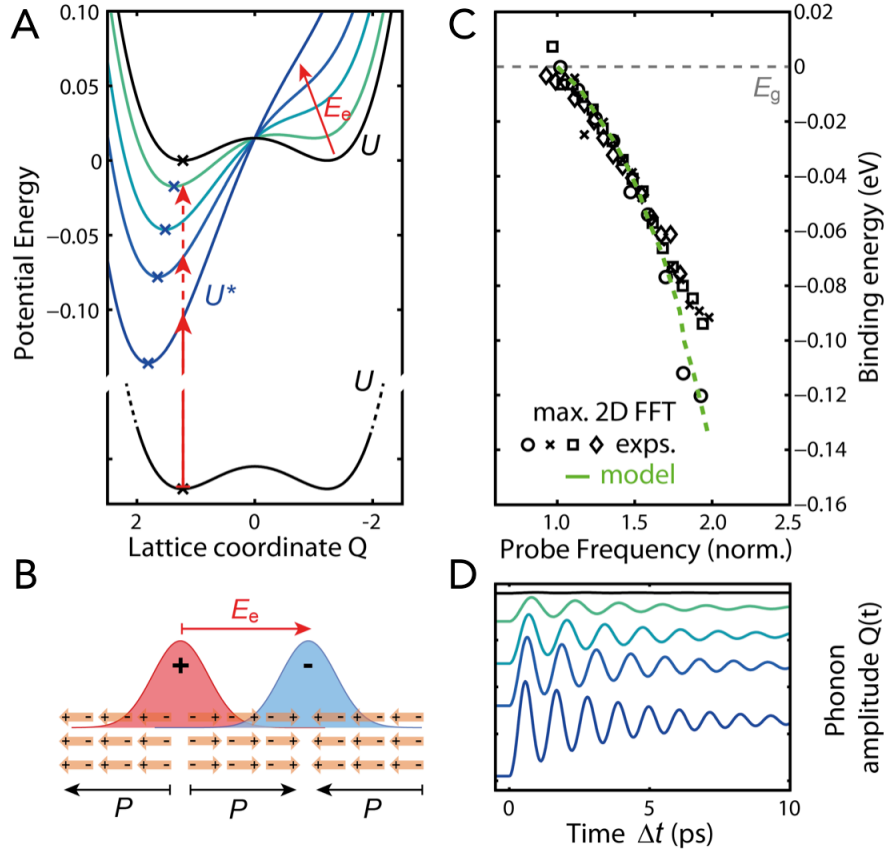 A
0.10
0.05
0
−0.05
−0.10
Potential Energy
E_e
U
U*
U
2
0
-2
Lattice coordinate Q
B
E_e
+
-
+ - + - + - - + - + - + + - + - + -
+ - + - + - - + - + - + + - + - + -
+ - + - + - - + - + - + + - + - + -
P
P
P
C
0.02
0
−0.02
−0.04
−0.06
−0.08
−0.10
−0.12
−0.14
−0.16
Binding energy (eV)
E_g
max. 2D FFT
exps.
model
1.0
1.5
2.0
2.5
Probe Frequency (norm.)
D
Phonon
amplitude Q(t)
0
5
10
Time Δt (ps)